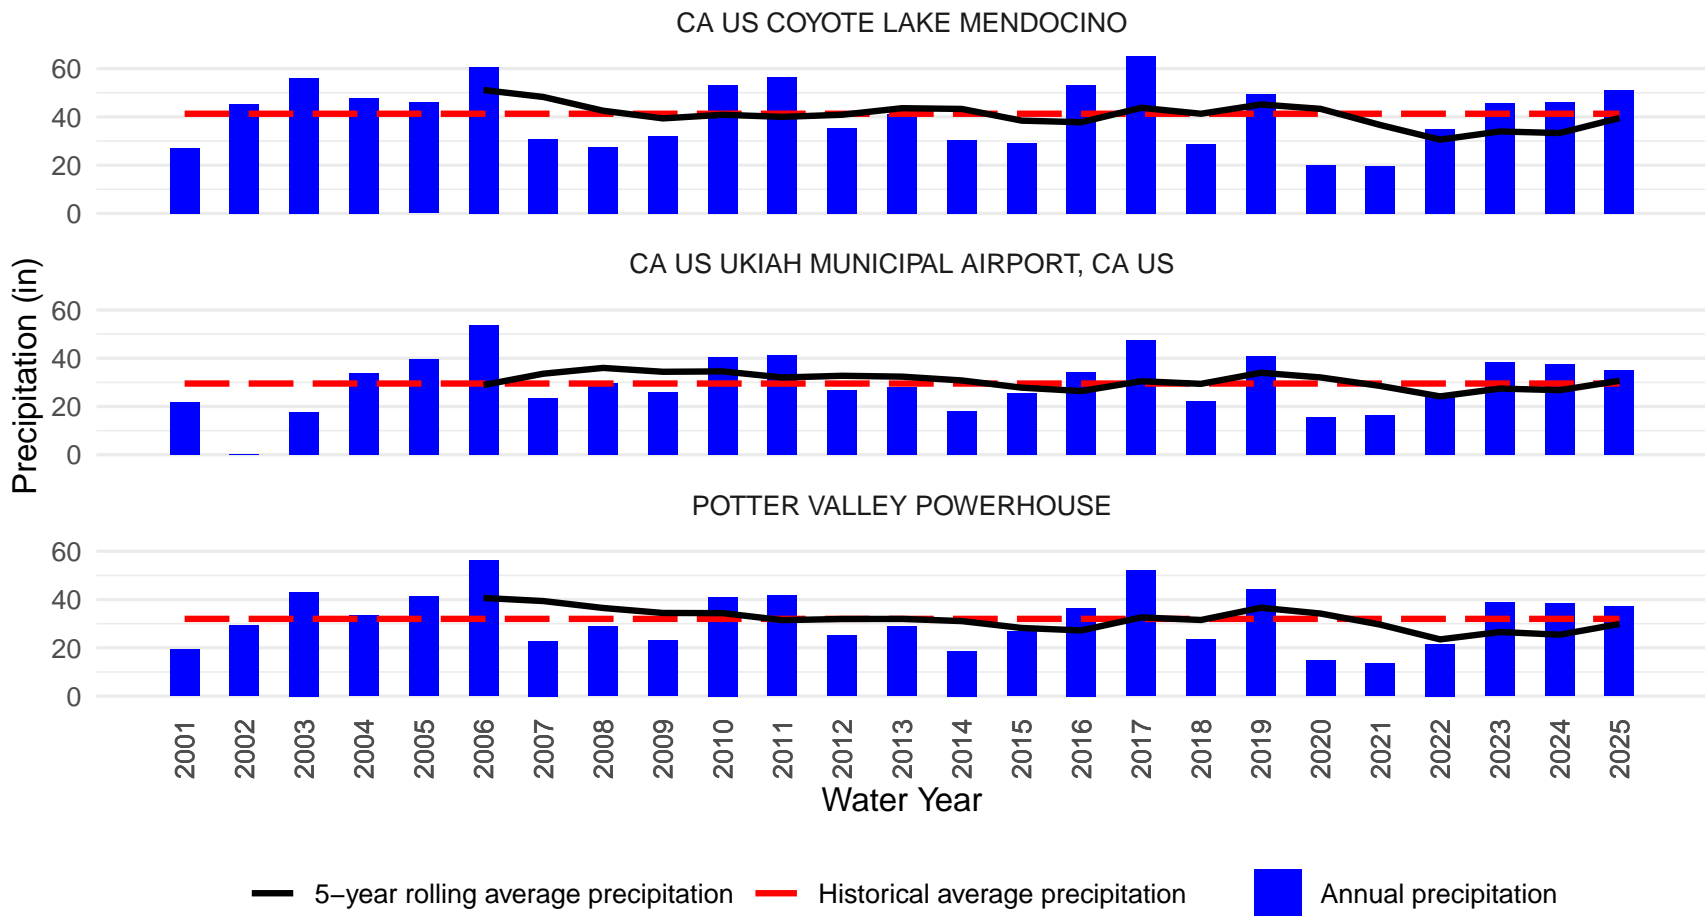 CA US COYOTE LAKE MENDOCINO
60
40
20
0
CA US UKIAH MUNICIPAL AIRPORT, CA US
60
40
20
0
Precipitation (in)
POTTER VALLEY POWERHOUSE
60
40
20
0
2001 2002 2003 2004 2005 2006 2007 2008 2009 2010 2011 2012 2013 2014 2015 2016 2017 2018 2019 2020 2021 2022 2023 2024 2025
Water Year
5−year rolling average precipitation Historical average precipitation Annual precipitation